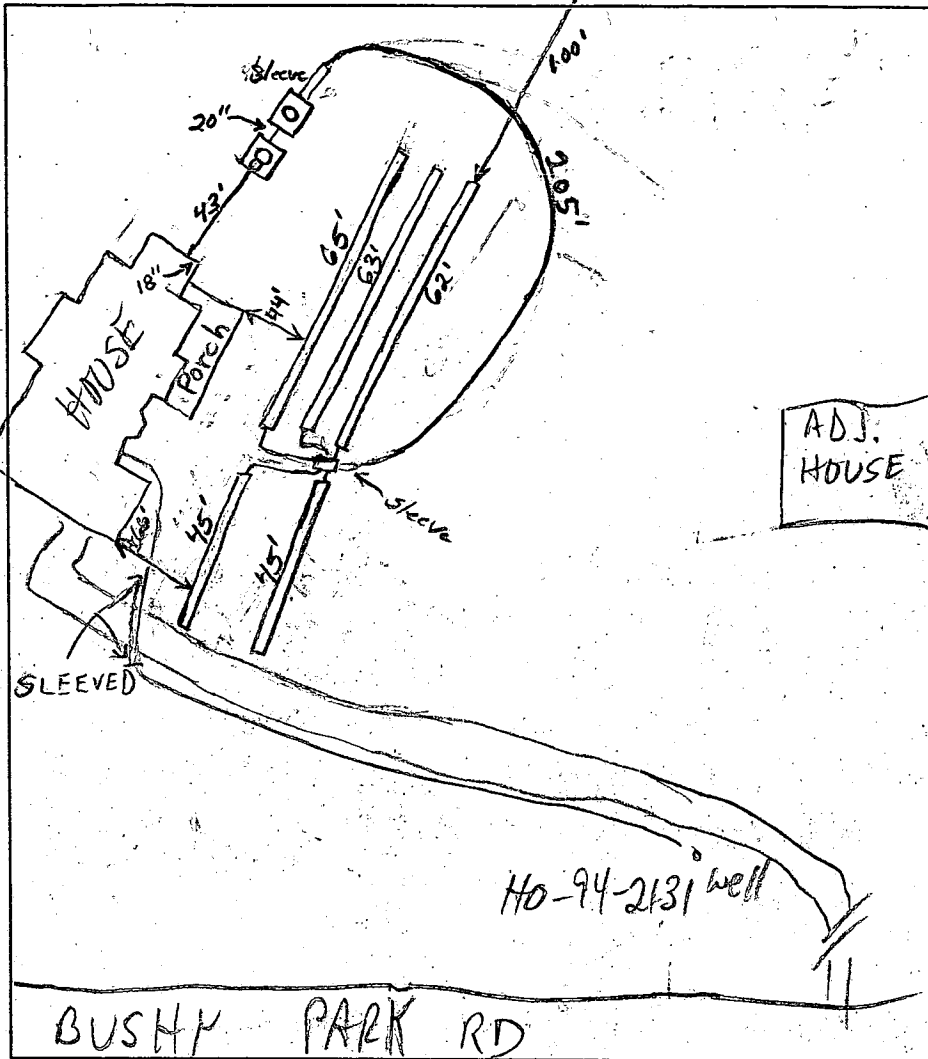 100'
Sleeve
20"
205'
43'
65'
63'
62'
18"
44'
HOUSE
Porch
ADJ.
HOUSE
Sleeve
45'
45'
SLEEVED
HO-94-2131 well
BUSHY PARK RD